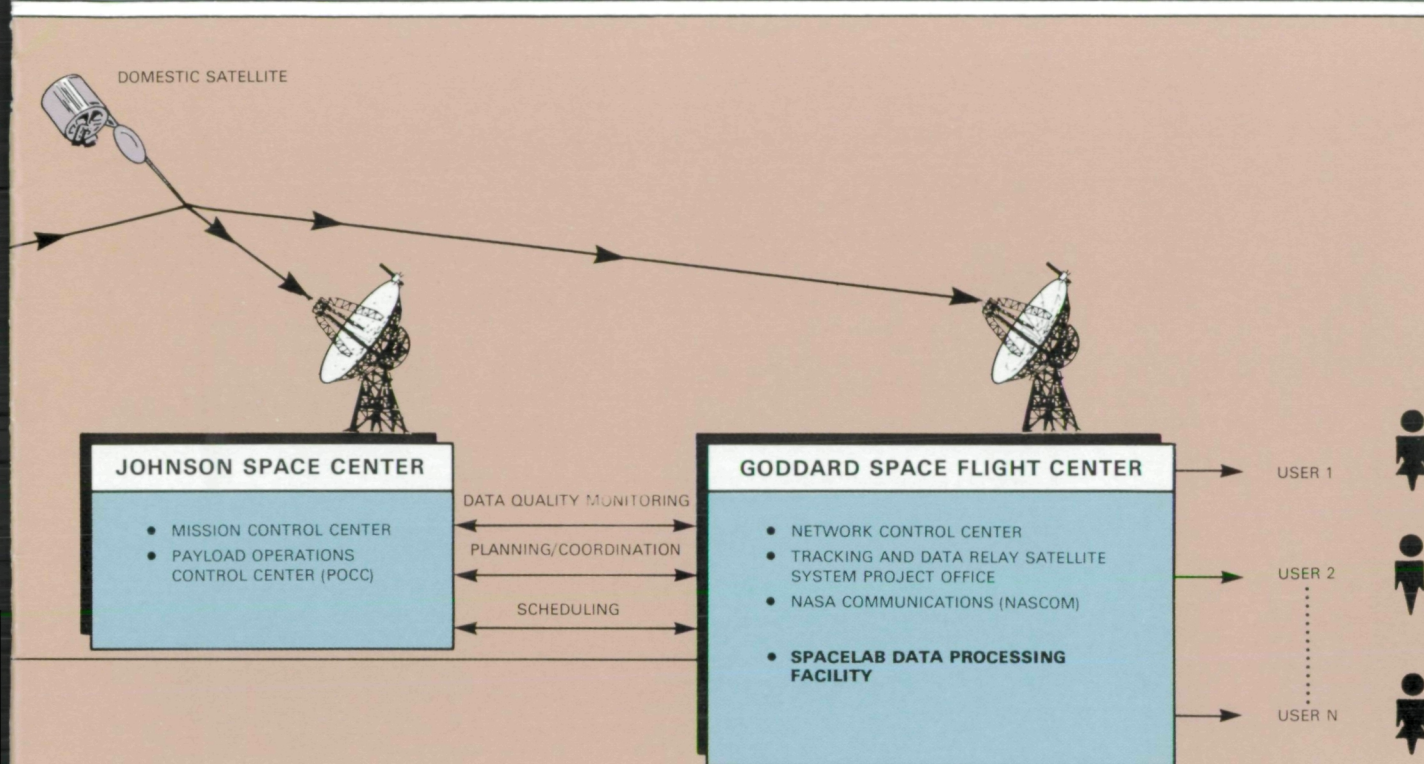 DOMESTIC SATELLITE
JOHNSON SPACE CENTER
• MISSION CONTROL CENTER
• PAYLOAD OPERATIONS
CONTROL CENTER (POCC)
DATA QUALITY MONITORING
PLANNING/COORDINATION
SCHEDULING
GODDARD SPACE FLIGHT CENTER
• NETWORK CONTROL CENTER
• TRACKING AND DATA RELAY SATELLITE
SYSTEM PROJECT OFFICE
• NASA COMMUNICATIONS (NASCOM)
• SPACELAB DATA PROCESSING
FACILITY
USER 1
USER 2
USER N